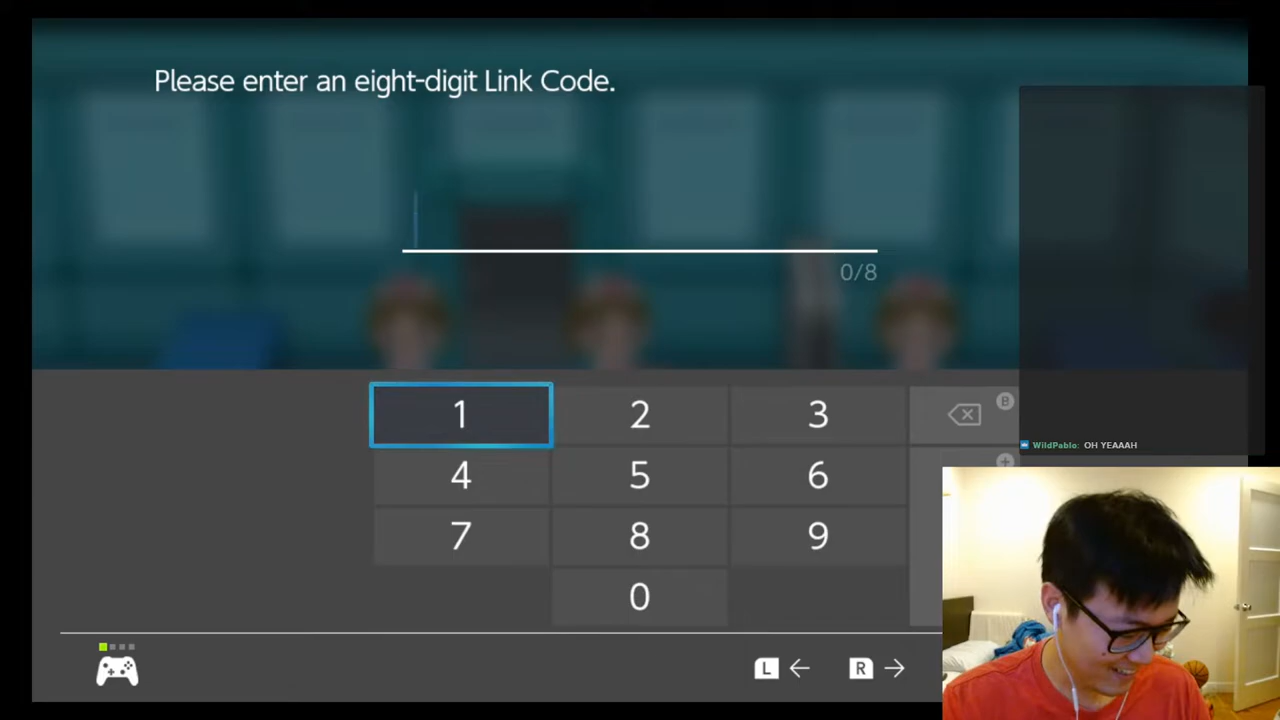 Please enter an eight-digit Link Code.
0/8
1 2 3
B
WildPablo: OH YEAAAH
4 5 6
+
7 8 9
0
L ← R →